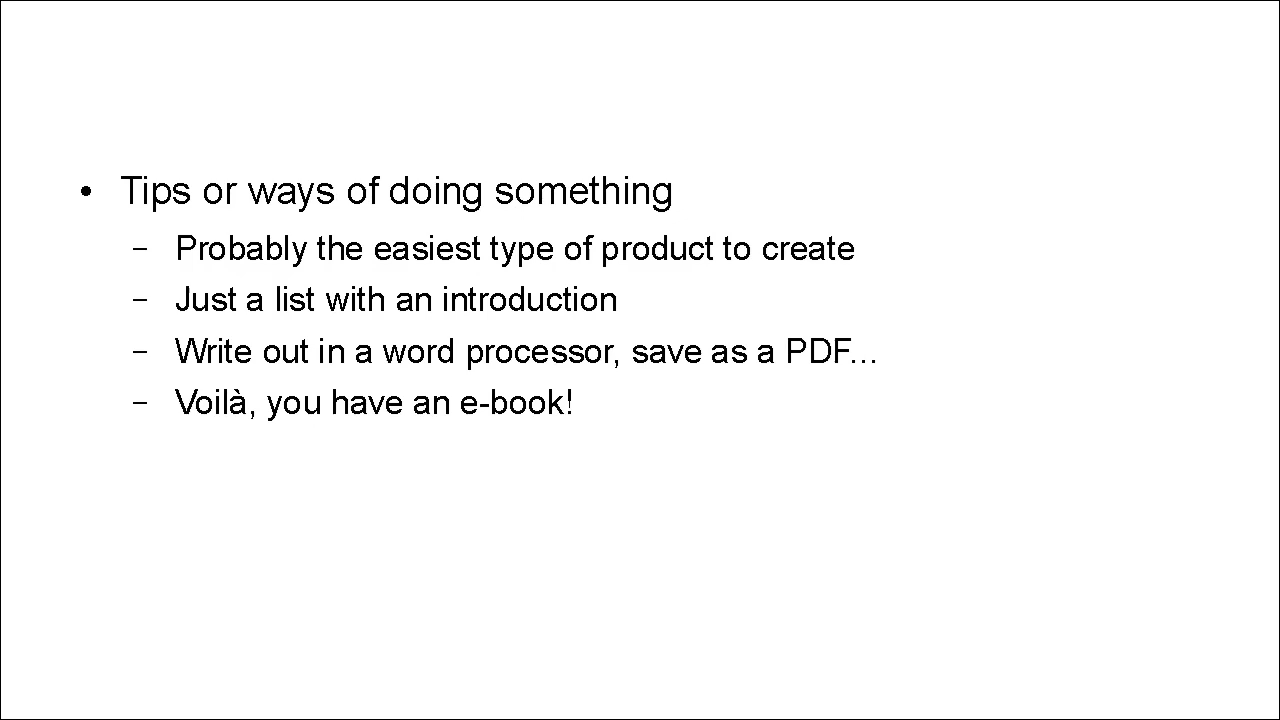 • Tips or ways of doing something
– Probably the easiest type of product to create
– Just a list with an introduction
– Write out in a word processor, save as a PDF...
– Voilà, you have an e-book!